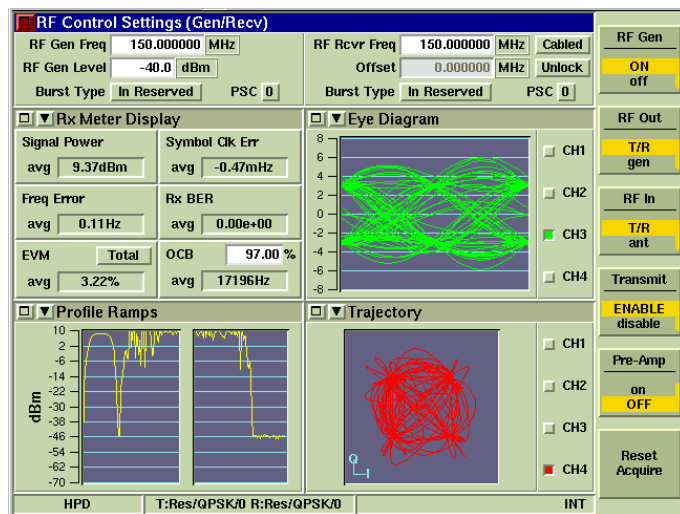 RF Control Settings (Gen/Recv)
RF Gen Freq 150.000000 MHz RF Rcvr Freq 150.000000 MHz Cabled
RF Gen Level -40.0 dBm Offset 0.000000 MHz Unlock
Burst Type In Reserved PSC 0 Burst Type In Reserved PSC 0
Rx Meter Display
Signal Power Symbol Clk Err
avg 9.37dBm avg -0.47mHz
Freq Error Rx BER
avg 0.11Hz avg 0.00e+00
EVM Total OCB 97.00 %
avg 3.22% avg 17196Hz
Eye Diagram
8
6
4
2
0
-2
-4
-6
-8
CH1
CH2
CH3
CH4
Profile Ramps
dBm
10
2
-6
-14
-22
-30
-38
-46
-54
-62
-70
Trajectory
Q
I
CH1
CH2
CH3
CH4
HPD T:Res/QPSK/0 R:Res/QPSK/0 INT
RF Gen
ON
off
RF Out
T/R
gen
RF In
T/R
ant
Transmit
ENABLE
disable
Pre-Amp
on
OFF
Reset
Acquire